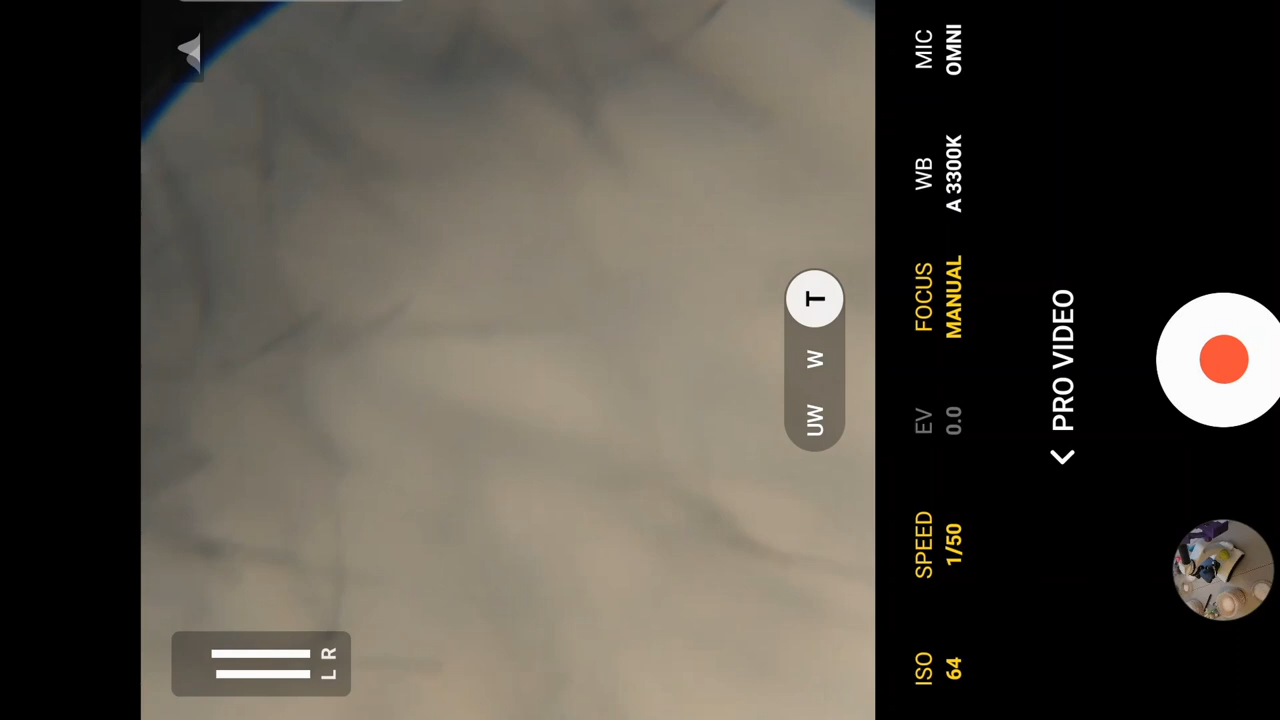 MIC
OMNI
WB
A 3300K
FOCUS
MANUAL
EV
0.0
SPEED
1/50
ISO
64
T
W
UW
PRO VIDEO
R
L